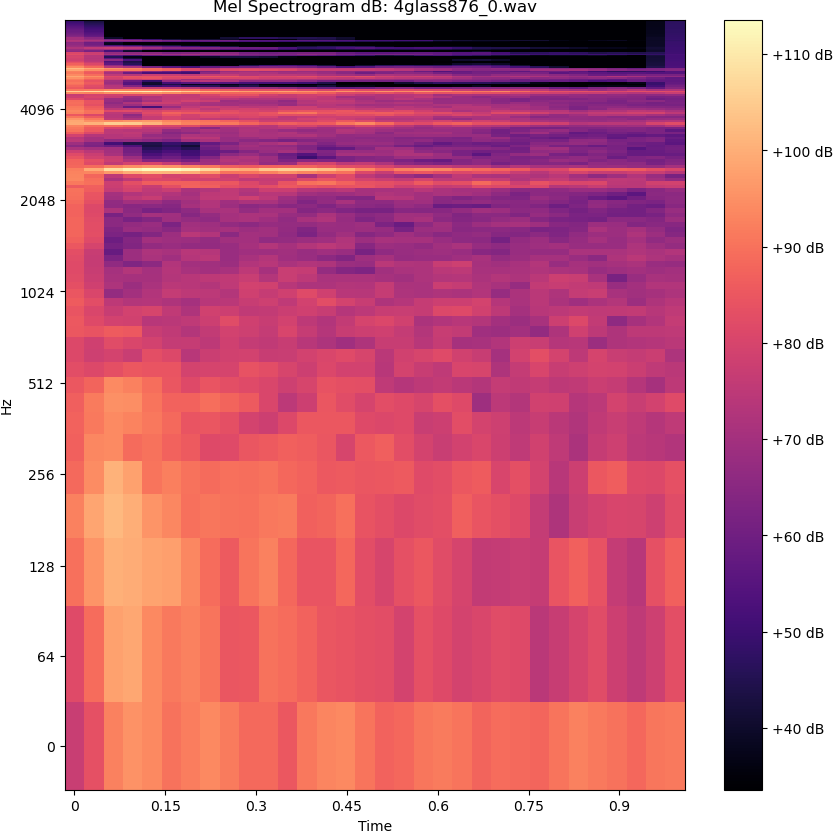 Mel Spectrogram dB: 4glass876_0.wav
+110 dB
4096
+100 dB
2048
+90 dB
1024
+80 dB
512
Hz
+70 dB
256
+60 dB
128
+50 dB
64
+40 dB
0
0 0.15 0.3 0.45 0.6 0.75 0.9
Time